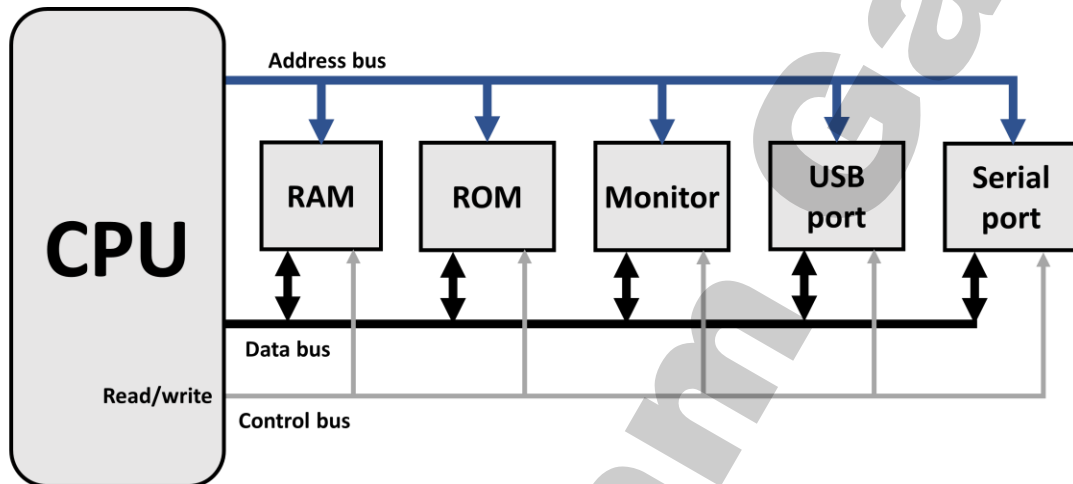 Address bus
CPU
RAM
ROM
Monitor
USB
port
Serial
port
Data bus
Read/write
Control bus